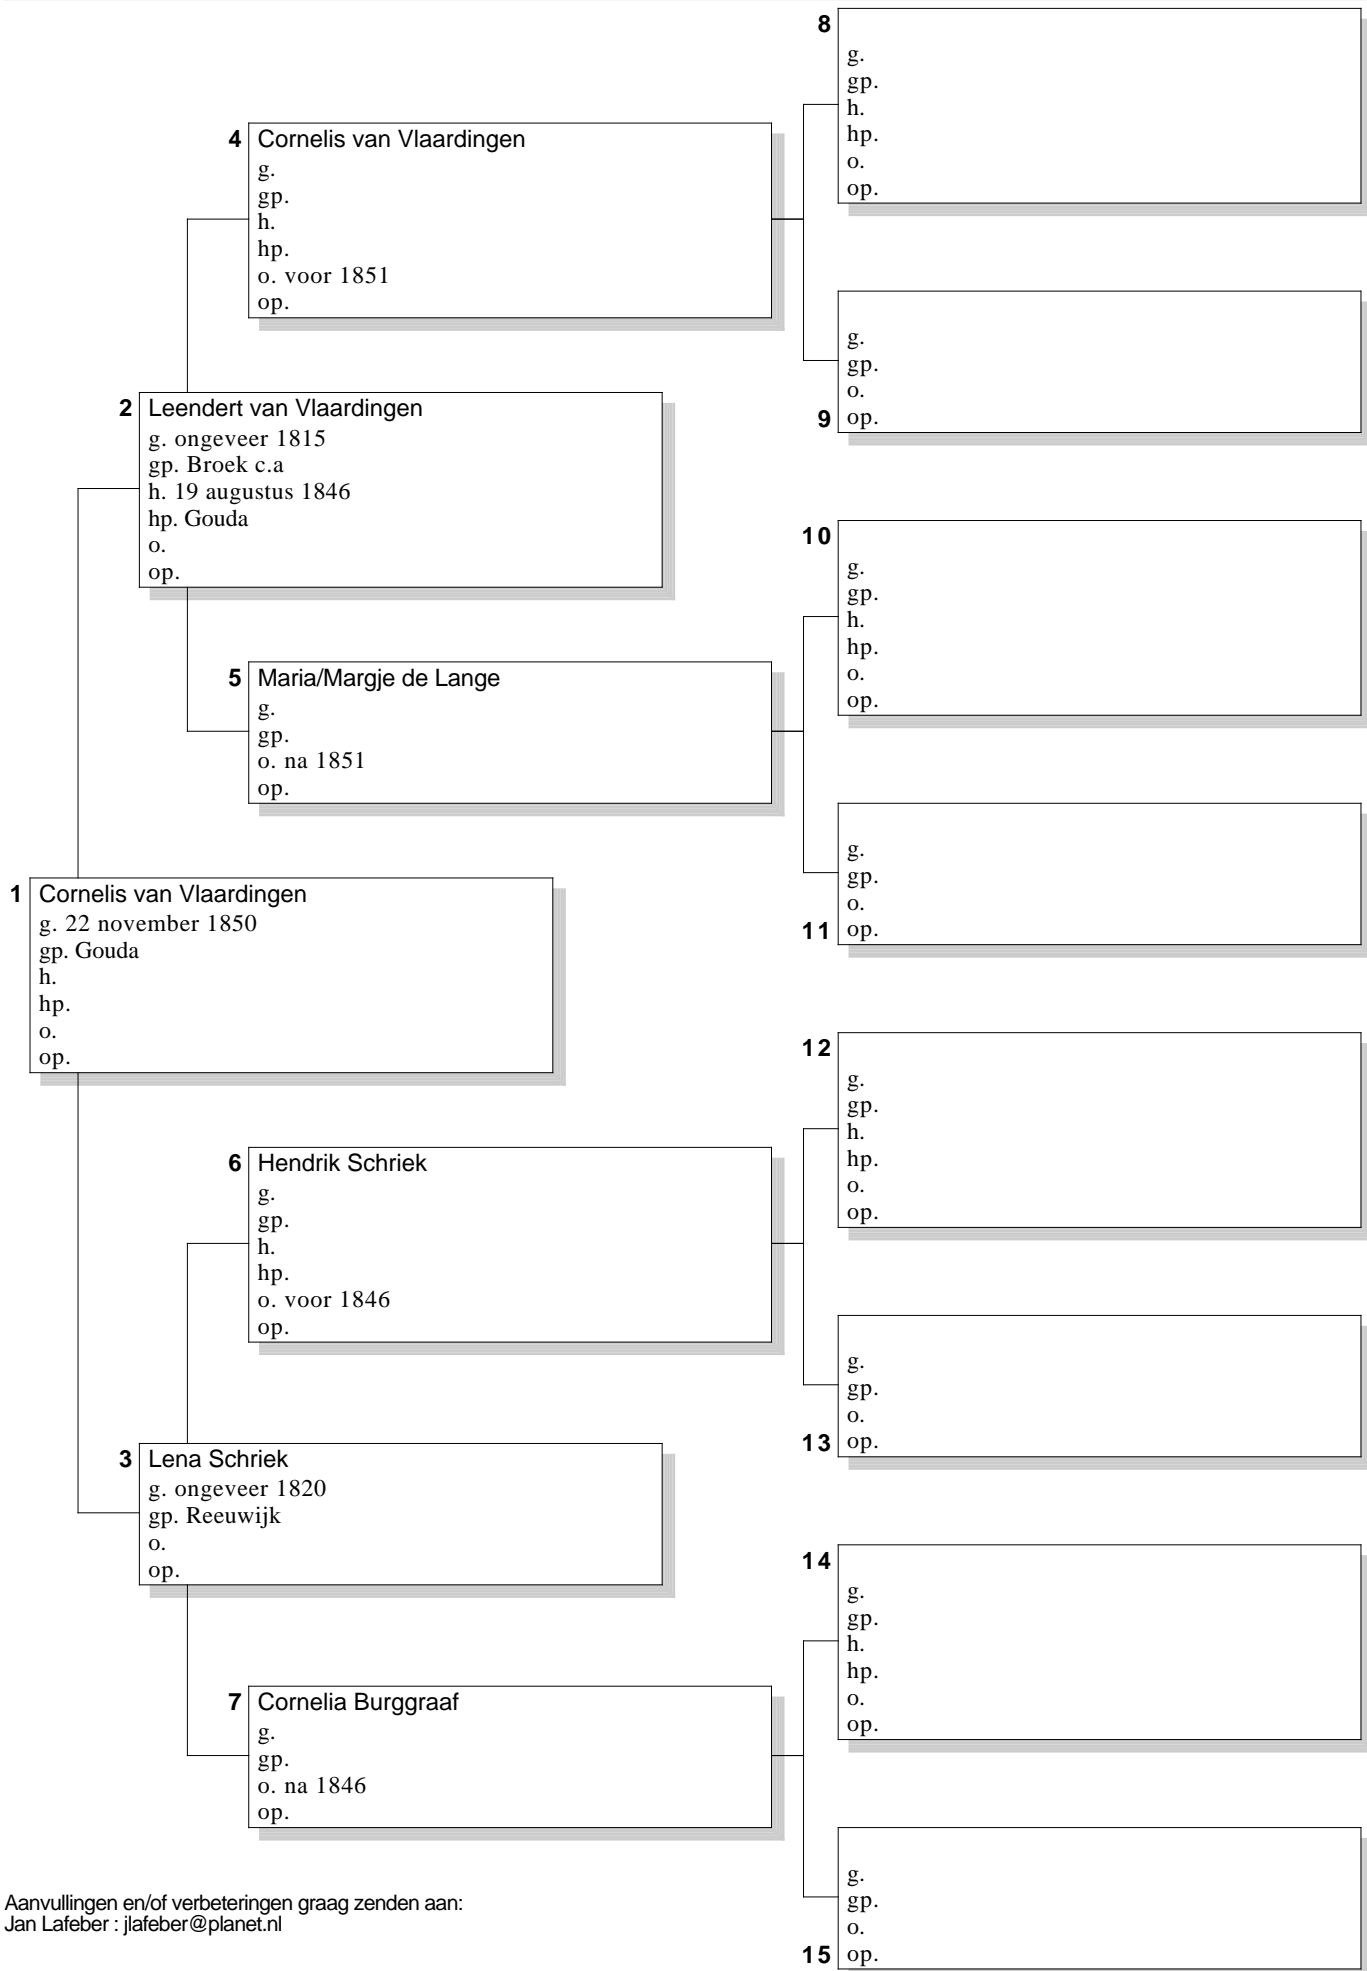 8
g.
gp.
h.
hp.
o.
op.
4 Cornelis van Vlaardingen
g.
gp.
h.
hp.
o. voor 1851
op.
g.
gp.
o.
9 op.
2 Leendert van Vlaardingen
g. ongeveer 1815
gp. Broek c.a
h. 19 augustus 1846
hp. Gouda
o.
op.
10
g.
gp.
h.
hp.
o.
op.
5 Maria/Margje de Lange
g.
gp.
o. na 1851
op.
g.
gp.
o.
11 op.
1 Cornelis van Vlaardingen
g. 22 november 1850
gp. Gouda
h.
hp.
o.
op.
12
g.
gp.
h.
hp.
o.
op.
6 Hendrik Schriek
g.
gp.
h.
hp.
o. voor 1846
op.
g.
gp.
o.
13 op.
3 Lena Schriek
g. ongeveer 1820
gp. Reeuwijk
o.
op.
14
g.
gp.
h.
hp.
o.
op.
7 Cornelia Burggraaf
g.
gp.
o. na 1846
op.
g.
gp.
o.
15 op.
Aanvullingen en/of verbeteringen graag zenden aan:
Jan Lafeber : jlafeber@planet.nl